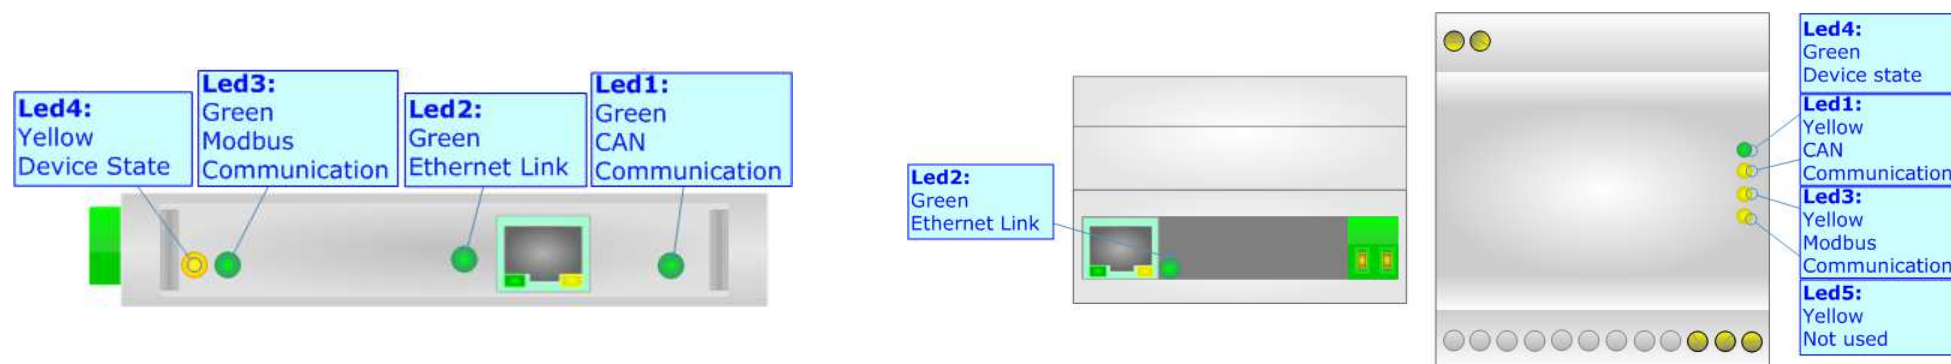 Led4:
Yellow
Device State
Led3:
Green
Modbus
Communication
Led2:
Green
Ethernet Link
Led1:
Green
CAN
Communication
Led2:
Green
Ethernet Link
Led4:
Green
Device state
Led1:
Yellow
CAN
Communication
Led3:
Yellow
Modbus
Communication
Led5:
Yellow
Not used